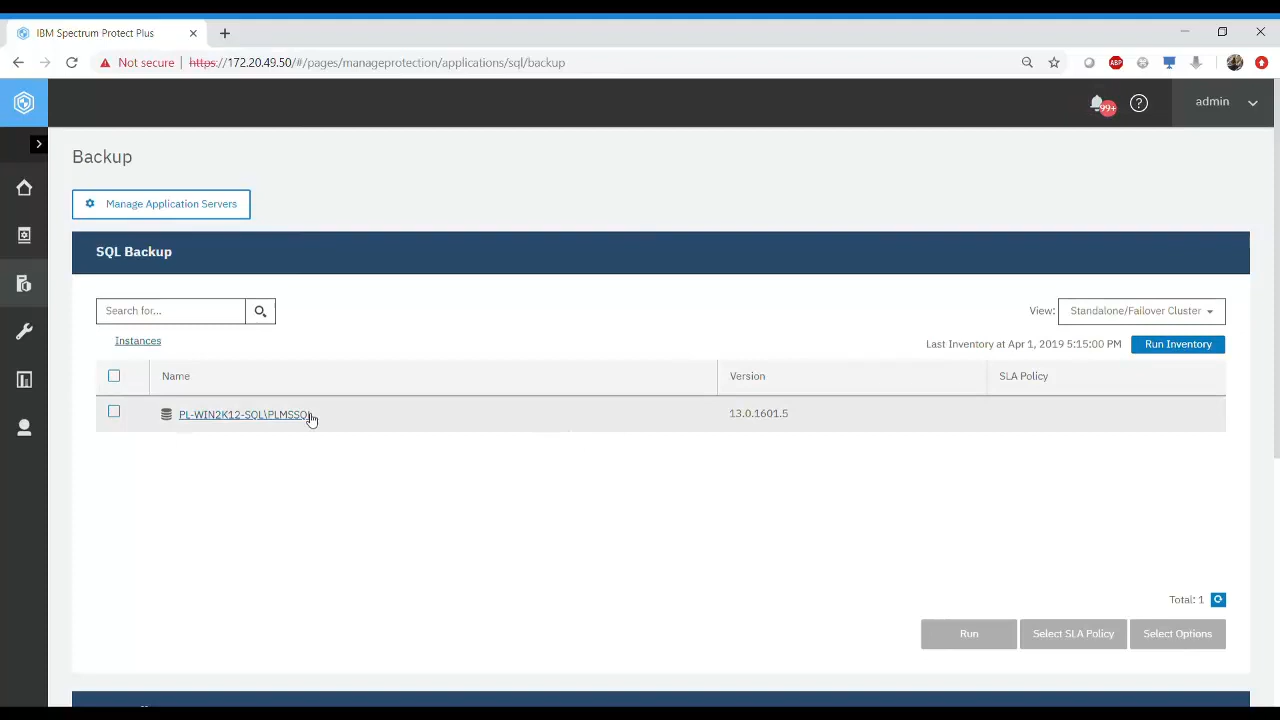 IBM Spectrum Protect Plus
Not secure
https://172.20.49.50/#/pages/manageprotection/applications/sql/backup
ABP
99+
admin
Backup
Manage Application Servers
SQL Backup
Search for...
View:
Standalone/Failover Cluster
Instances
Last Inventory at Apr 1, 2019 5:15:00 PM
Run Inventory
Name
Version
SLA Policy
PL-WIN2K12-SQL\PLMSSQL
13.0.1601.5
Total: 1
Run
Select SLA Policy
Select Options